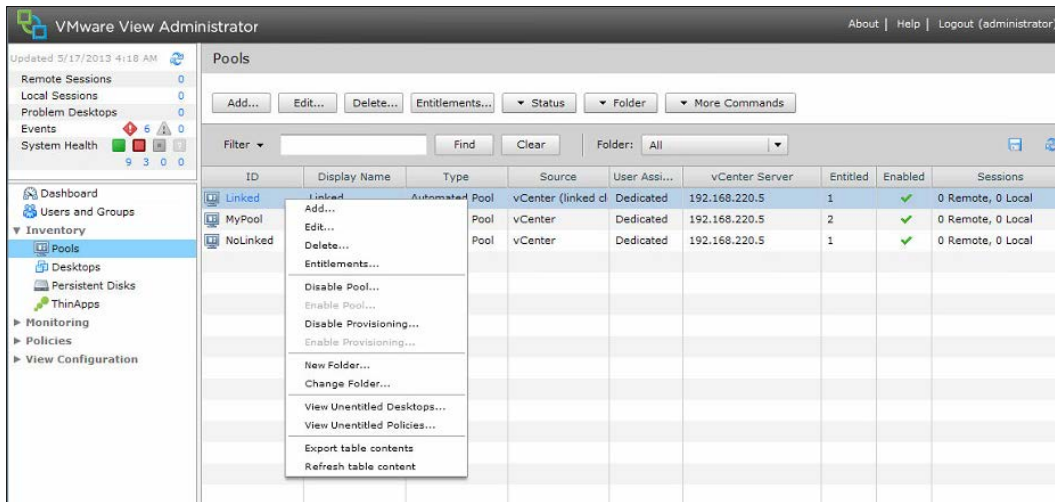 VMware View Administrator
About | Help | Logout (administrator)
Updated 5/17/2013 4:18 AM
Remote Sessions 0
Local Sessions 0
Problem Desktops 0
Events 6 0
System Health
9 3 0 0
Dashboard
Users and Groups
Inventory
Pools
Desktops
Persistent Disks
ThinApps
Monitoring
Policies
View Configuration
Pools
Add... Edit... Delete... Entitlements... Status Folder More Commands
Filter Find Clear Folder: All
ID Display Name Type Source User Assi... vCenter Server Entitled Enabled Sessions
Linked Linked Automated Pool vCenter (linked cl Dedicated 192.168.220.5 1 0 Remote, 0 Local
MyPool Pool vCenter Dedicated 192.168.220.5 2 0 Remote, 0 Local
NoLinked Pool vCenter Dedicated 192.168.220.5 1 0 Remote, 0 Local
Add...
Edit...
Delete...
Entitlements...
Disable Pool...
Enable Pool...
Disable Provisioning...
Enable Provisioning...
New Folder...
Change Folder...
View Unentitled Desktops...
View Unentitled Policies...
Export table contents
Refresh table content